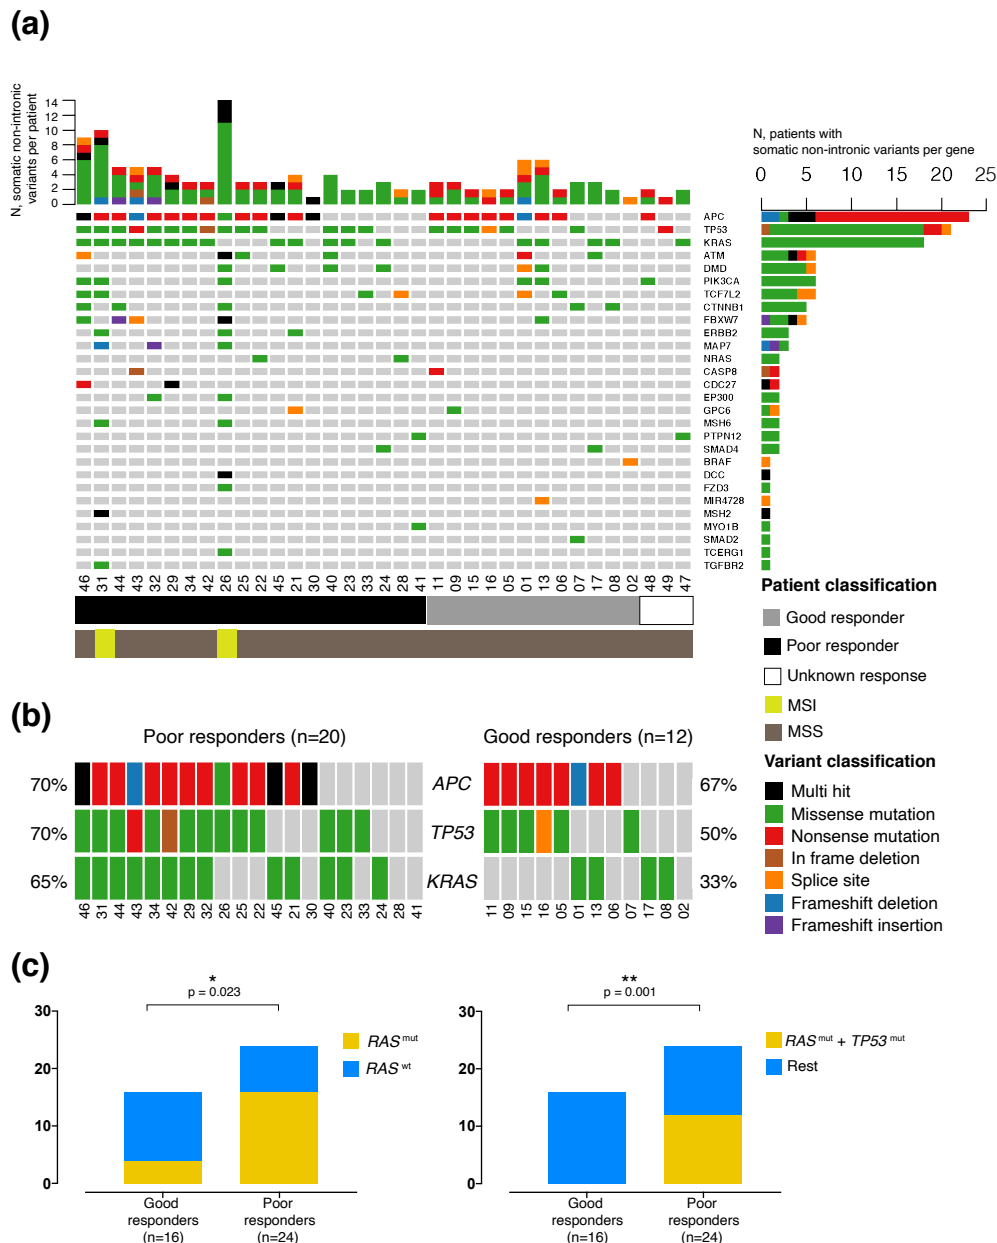 (a)
N, somatic non-intronic
variants per patient
14
12
10
8
6
4
2
0
N, patients with
somatic non-intronic variants per gene
0 5 10 15 20 25
APC
TP53
KRAS
ATM
DMD
PIK3CA
TCF7L2
CTNNB1
FBXW7
ERBB2
MAP7
NRAS
CASP8
CDC27
EP300
GPC6
MSH6
PTPN12
SMAD4
BRAF
DCC
FZD3
MIR4728
MSH2
MYO1B
SMAD2
TCERG1
TGFBR2
46 31 44 43 32 29 34 42 26 25 22 45 21 30 40 23 33 24 28 41 11 09 15 16 05 01 13 06 07 17 08 02 48 49 47
Patient classification
Good responder
Poor responder
Unknown response
MSI
MSS
Variant classification
Multi hit
Missense mutation
Nonsense mutation
In frame deletion
Splice site
Frameshift deletion
Frameshift insertion
(b)
Poor responders (n=20)
Good responders (n=12)
70% APC 67%
70% TP53 50%
65% KRAS 33%
46 31 44 43 34 42 29 32 26 25 22 45 21 30 40 23 33 24 28 41
11 09 15 16 05 01 13 06 07 17 08 02
(c)
*
p = 0.023
30
20
10
0
Good
responders
(n=16)
Poor
responders
(n=24)
RAS mut
RAS wt
**
p = 0.001
30
20
10
0
Good
responders
(n=16)
Poor
responders
(n=24)
RAS mut + TP53 mut
Rest